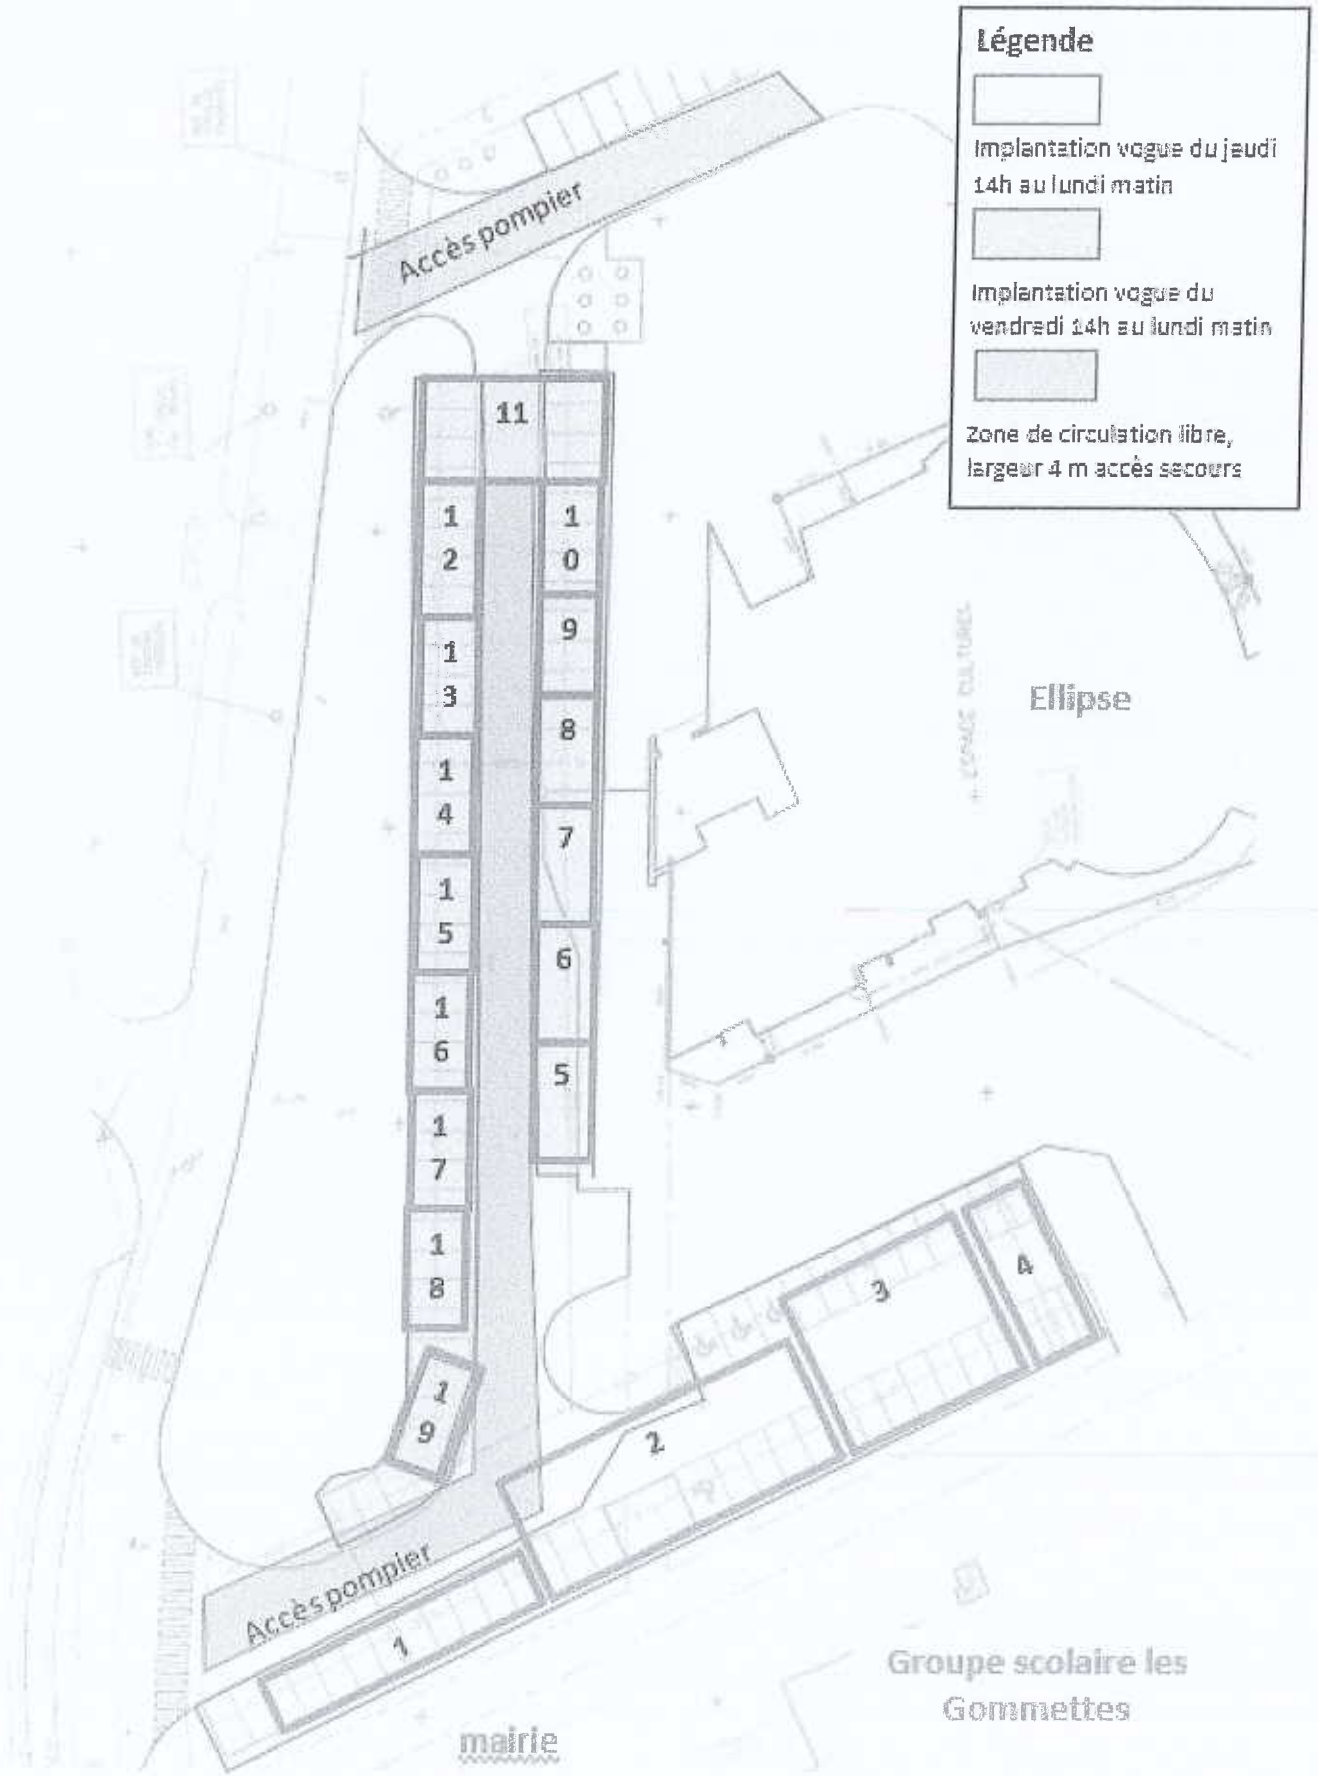 Légende
Implantation vogue du jeudi
14h au lundi matin
Implantation vogue du
vendredi 14h au lundi matin
Zone de circulation libre,
largeur 4 m accès secours
Accès pompier
11
1
2
1
0
1
3
9
1
4
8
1
5
7
1
6
6
1
7
5
1
8
1
9
Ellipse
ESPACE CULTUREL
4
3
2
1
Accès pompier
Groupe scolaire les
Gommettes
mairie